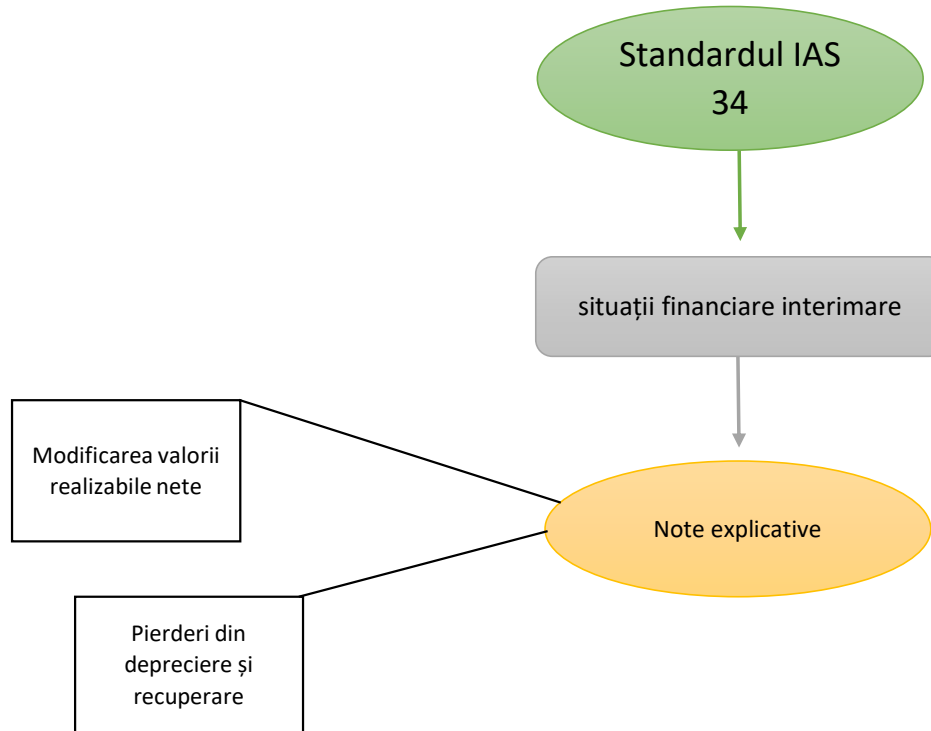 Standardul IAS
34
situații financiare interimare
Modificarea valorii
realizabile nete
Note explicative
Pierderi din
depreciere și
recuperare